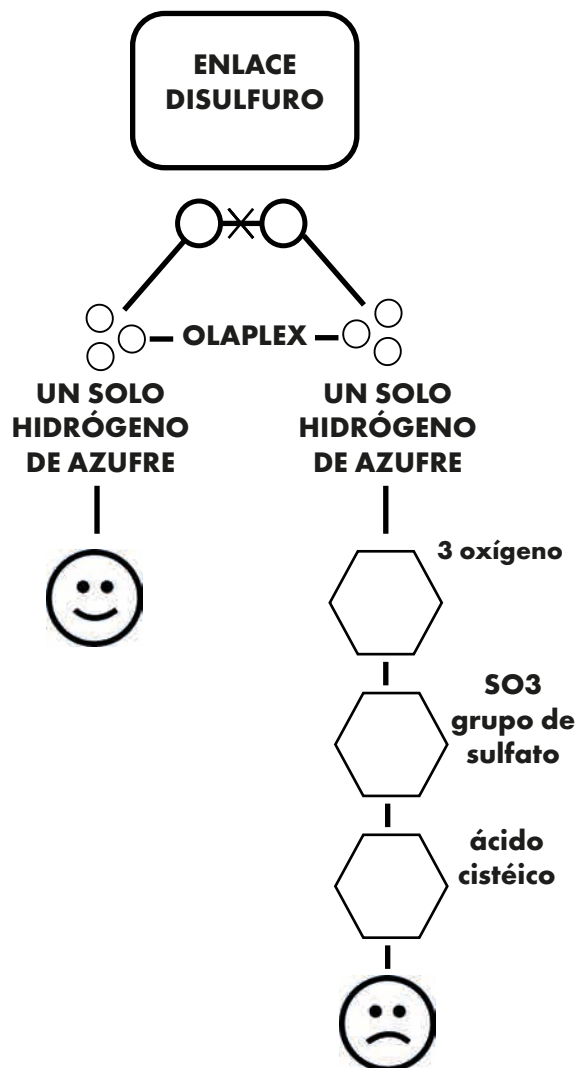 ENLACE
DISULFURO
OLAPLEX
UN SOLO
HIDRÓGENO
DE AZUFRE
UN SOLO
HIDRÓGENO
DE AZUFRE
3 oxígeno
SO3
grupo de
sulfato
ácido
cistéico